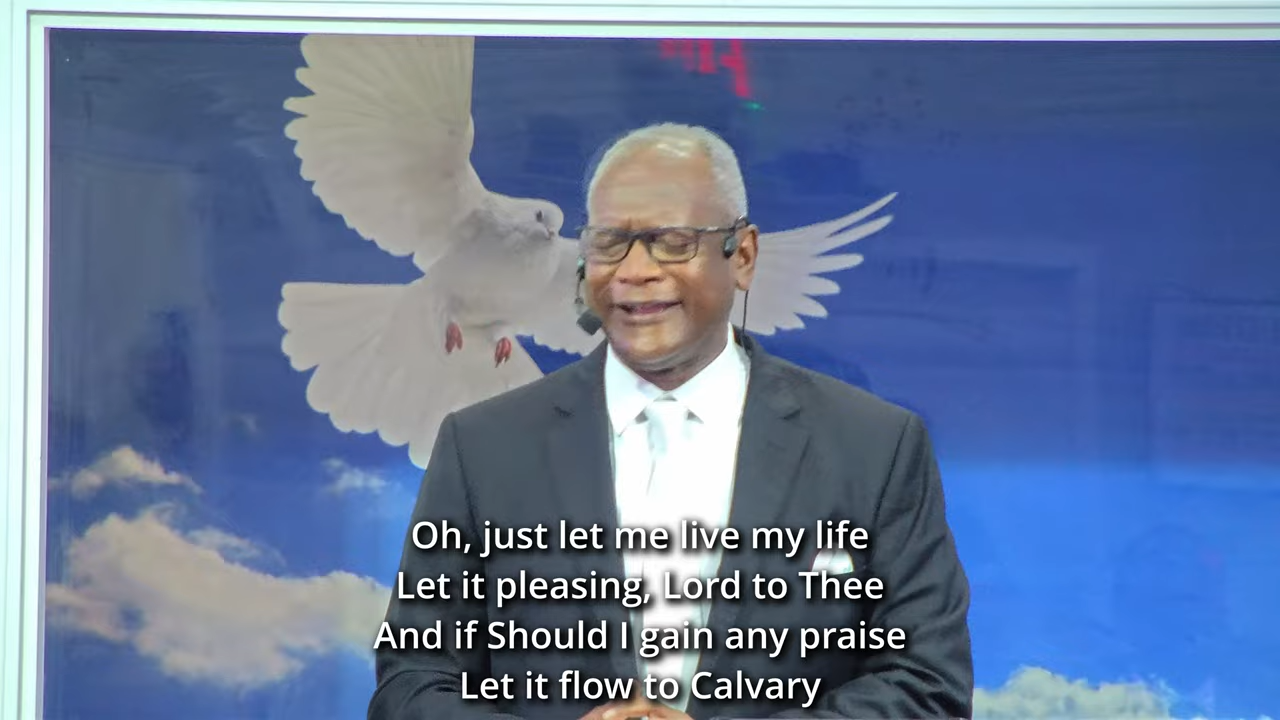 Oh, just let me live my life
Let it pleasing, Lord to Thee
And if Should I gain any praise
Let it flow to Calvary